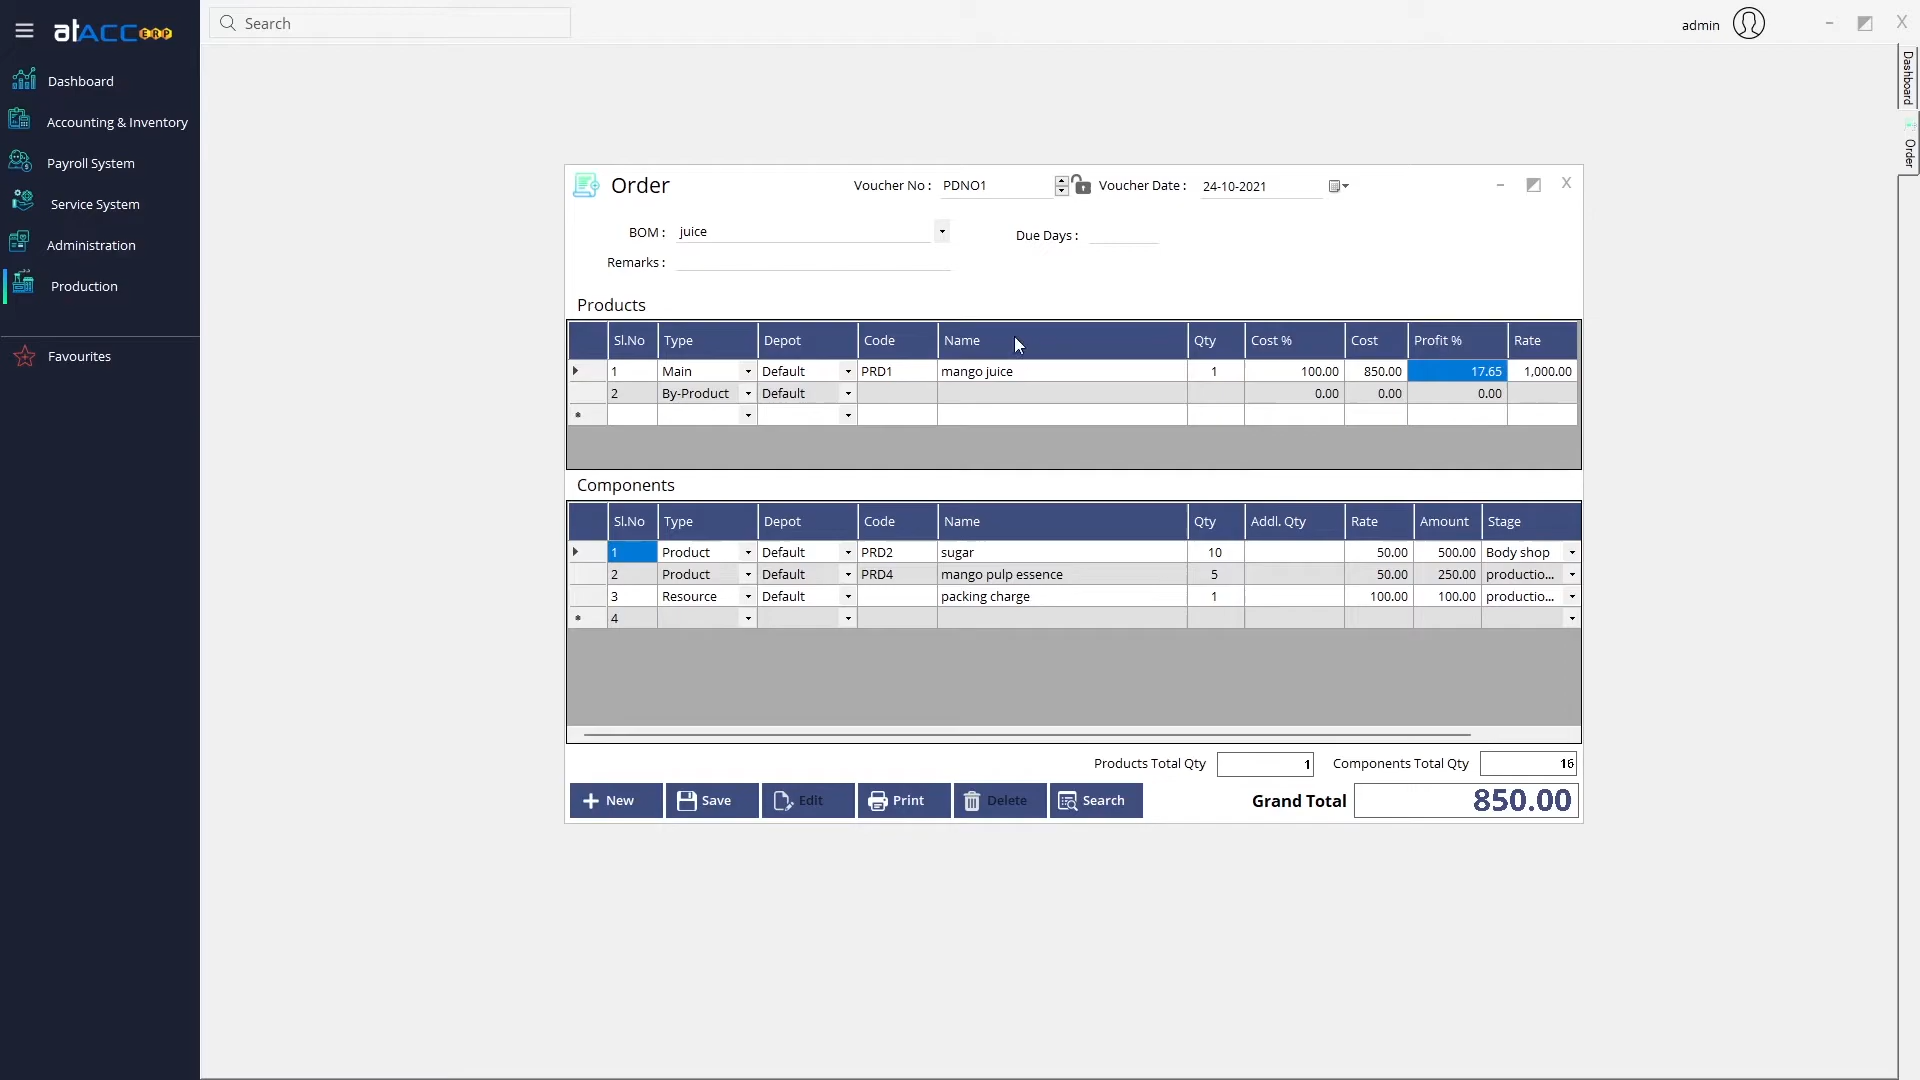 atACC ERP
Search
admin
Dashboard
Accounting & Inventory
Payroll System
Service System
Administration
Production
Favourites
Dashboard
Order
Order
Voucher No : PDNO1
Voucher Date : 24-10-2021
BOM : juice
Due Days :
Remarks :
Products
Sl.No Type Depot Code Name Qty Cost % Cost Profit % Rate
1 Main Default PRD1 mango juice 1 100.00 850.00 17.65 1,000.00
2 By-Product Default 0.00 0.00 0.00
Components
Sl.No Type Depot Code Name Qty Addl. Qty Rate Amount Stage
1 Product Default PRD2 sugar 10 50.00 500.00 Body shop
2 Product Default PRD4 mango pulp essence 5 50.00 250.00 productio...
3 Resource Default packing charge 1 100.00 100.00 productio...
4
Products Total Qty 1 Components Total Qty 16
New Save Edit Print Delete Search Grand Total 850.00